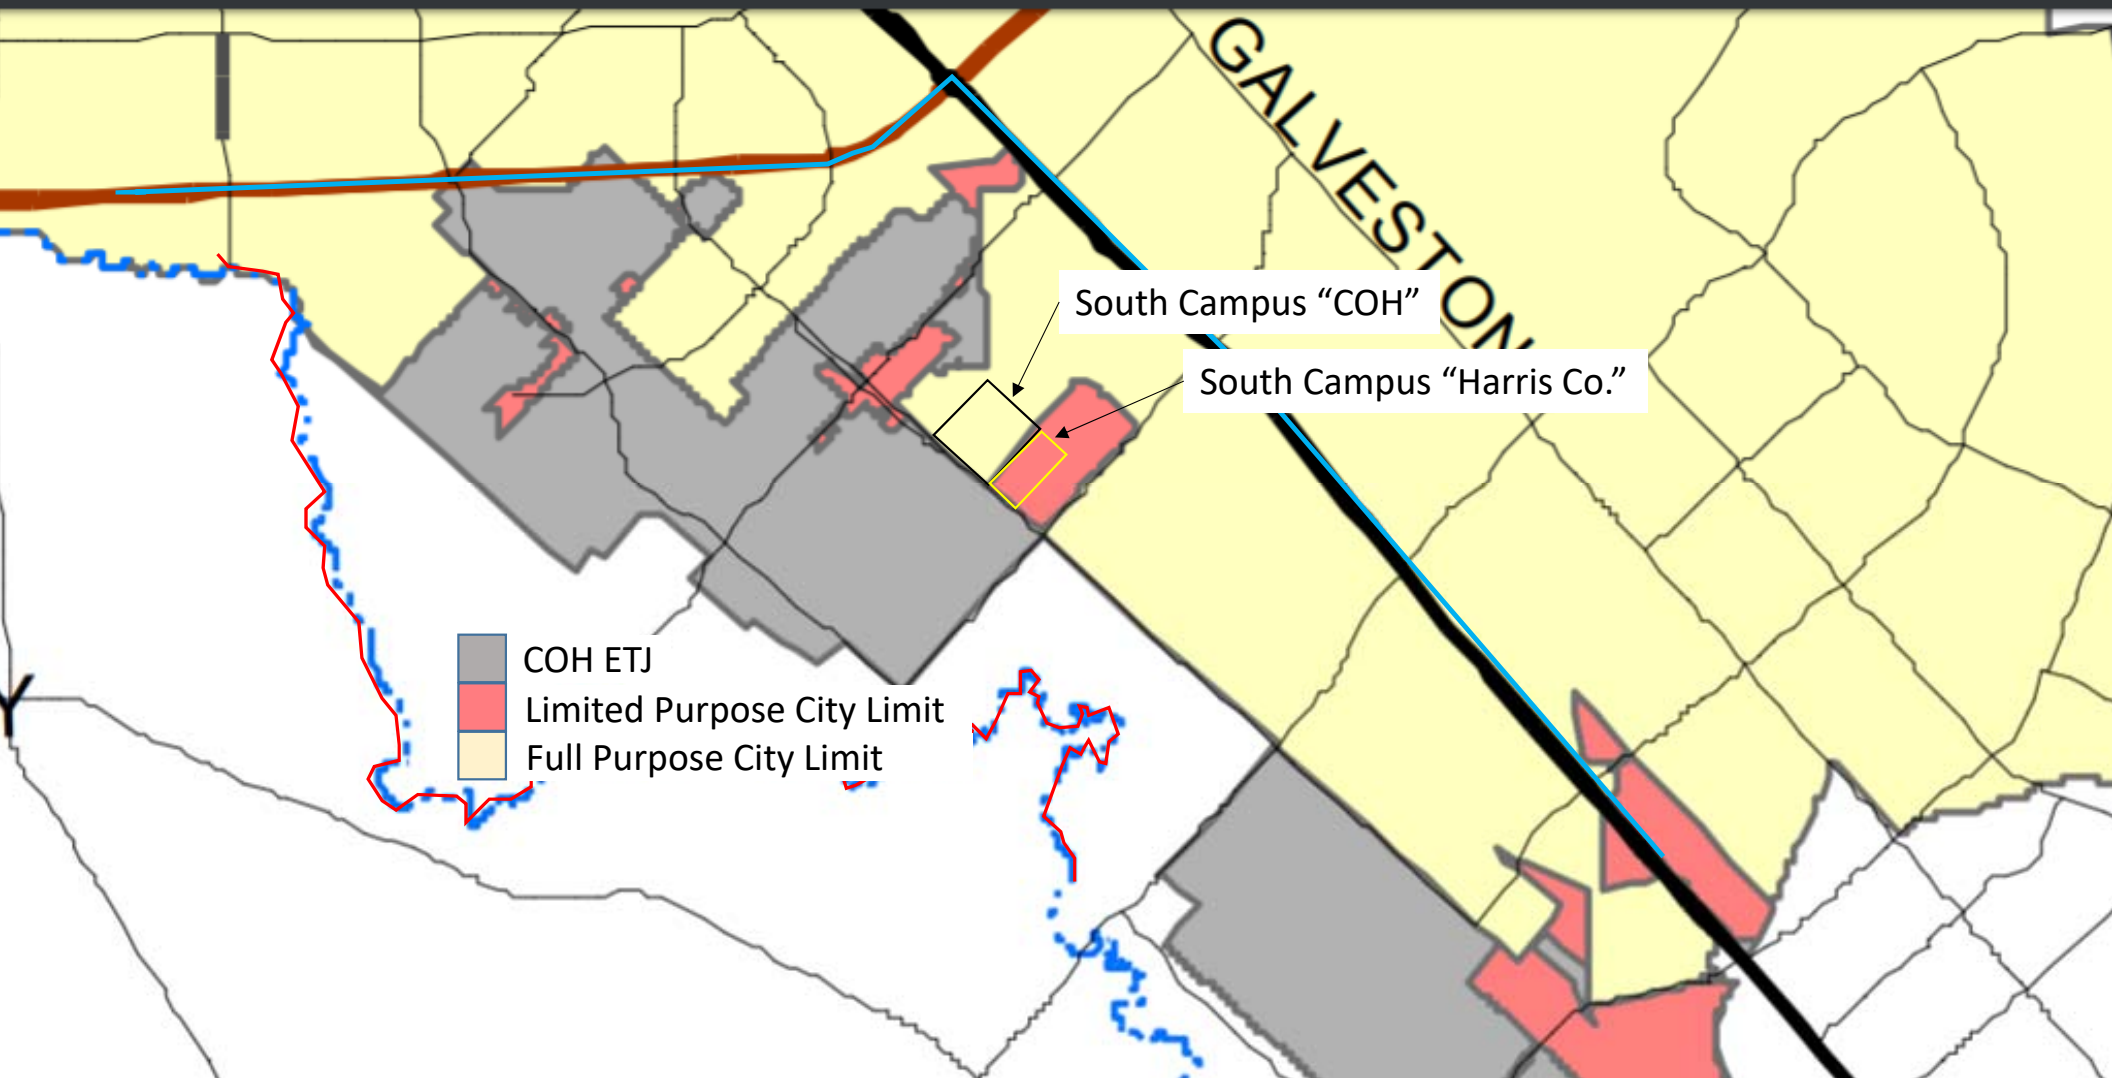 GALVESTON
South Campus “COH”
South Campus “Harris Co.”
COH ETJ
Limited Purpose City Limit
Full Purpose City Limit
Y